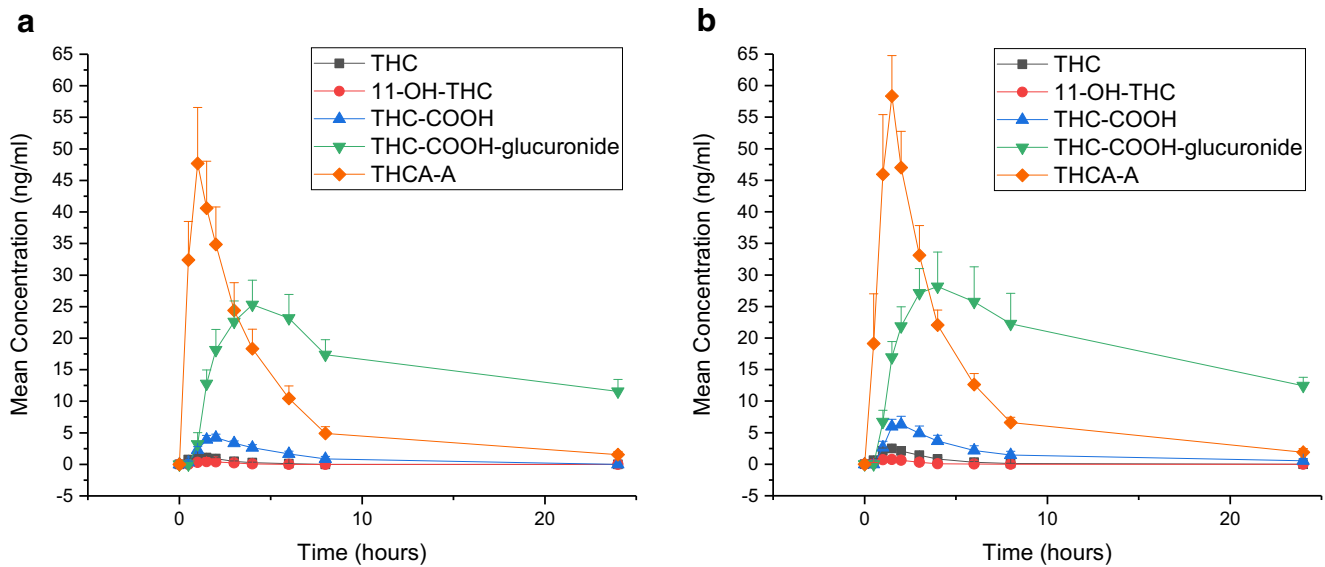 a
65
60
55
50
45
40
35
30
25
20
15
10
5
0
-5
Mean Concentration (ng/ml)
THC
11-OH-THC
THC-COOH
THC-COOH-glucuronide
THCA-A
0
10
20
Time (hours)
b
65
60
55
50
45
40
35
30
25
20
15
10
5
0
-5
Mean Concentration (ng/ml)
THC
11-OH-THC
THC-COOH
THC-COOH-glucuronide
THCA-A
0
10
20
Time (hours)